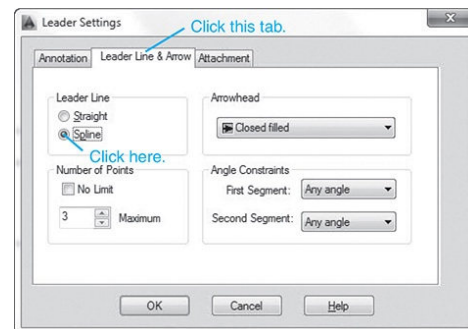 Leader Settings
Click this tab.
Annotation Leader Line & Arrow Attachment
Leader Line
Straight
Spline
Click here.
Arrowhead
Closed filled
Number of Points
No Limit
3 Maximum
Angle Constraints
First Segment: Any angle
Second Segment: Any angle
OK Cancel Help